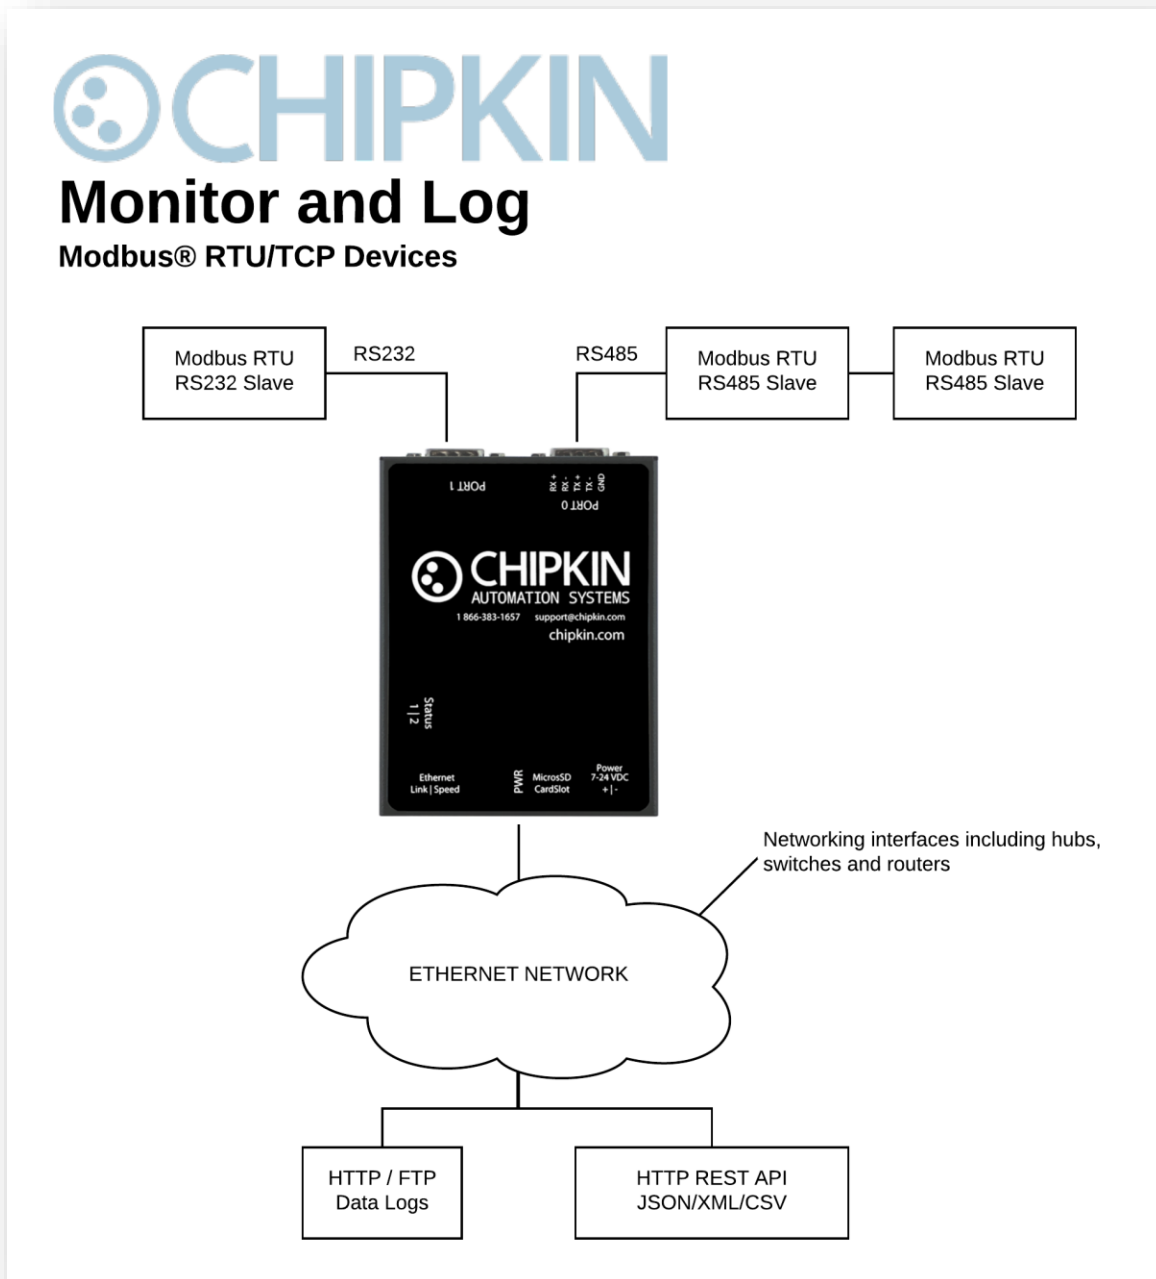 CHIPKIN
Monitor and Log
Modbus® RTU/TCP Devices
Modbus RTU
RS232 Slave
RS232
RS485
Modbus RTU
RS485 Slave
Modbus RTU
RS485 Slave
PORT 1
RX +
RX -
TX +
TX -
GND
PORT 0
CHIPKIN
AUTOMATION SYSTEMS
1 866-383-1657 support@chipkin.com
chipkin.com
Status
1 | 2
Ethernet
Link | Speed
PWR
MicrosSD
CardSlot
Power
7-24 VDC
+ | -
Networking interfaces including hubs,
switches and routers
ETHERNET NETWORK
HTTP / FTP
Data Logs
HTTP REST API
JSON/XML/CSV